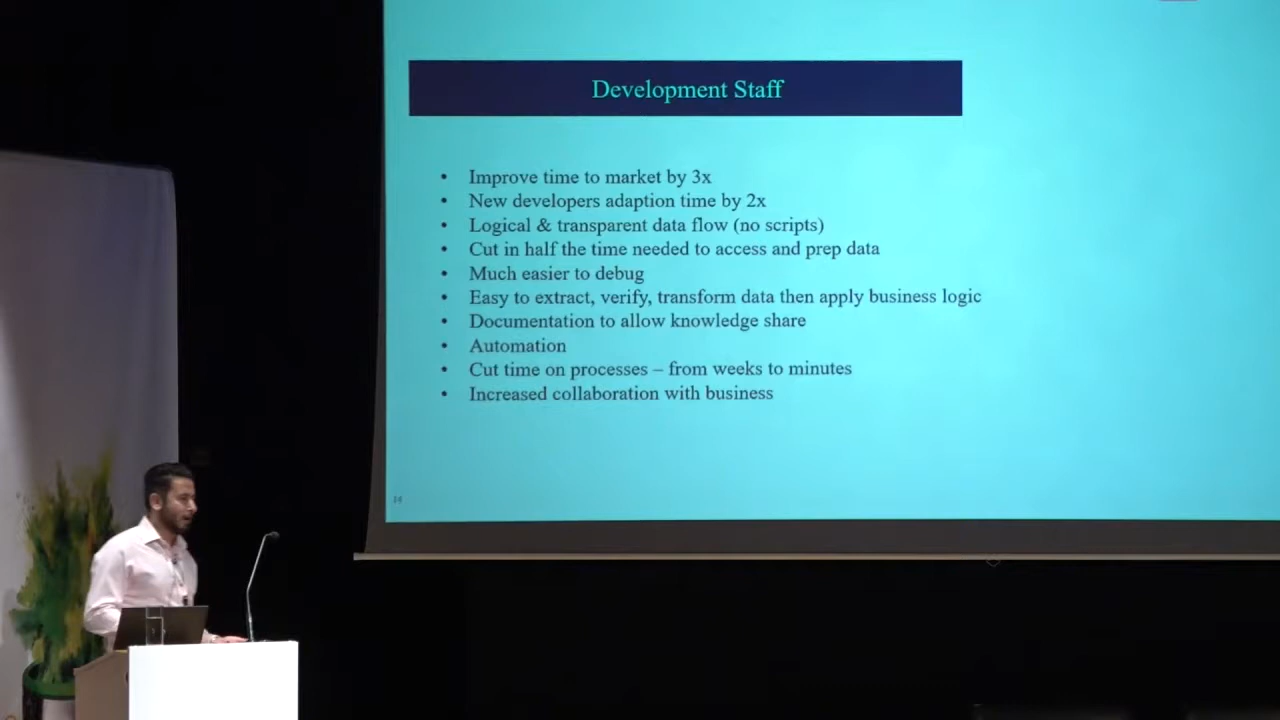 Development Staff
• Improve time to market by 3x
• New developers adaption time by 2x
• Logical & transparent data flow (no scripts)
• Cut in half the time needed to access and prep data
• Much easier to debug
• Easy to extract, verify, transform data then apply business logic
• Documentation to allow knowledge share
• Automation
• Cut time on processes – from weeks to minutes
• Increased collaboration with business